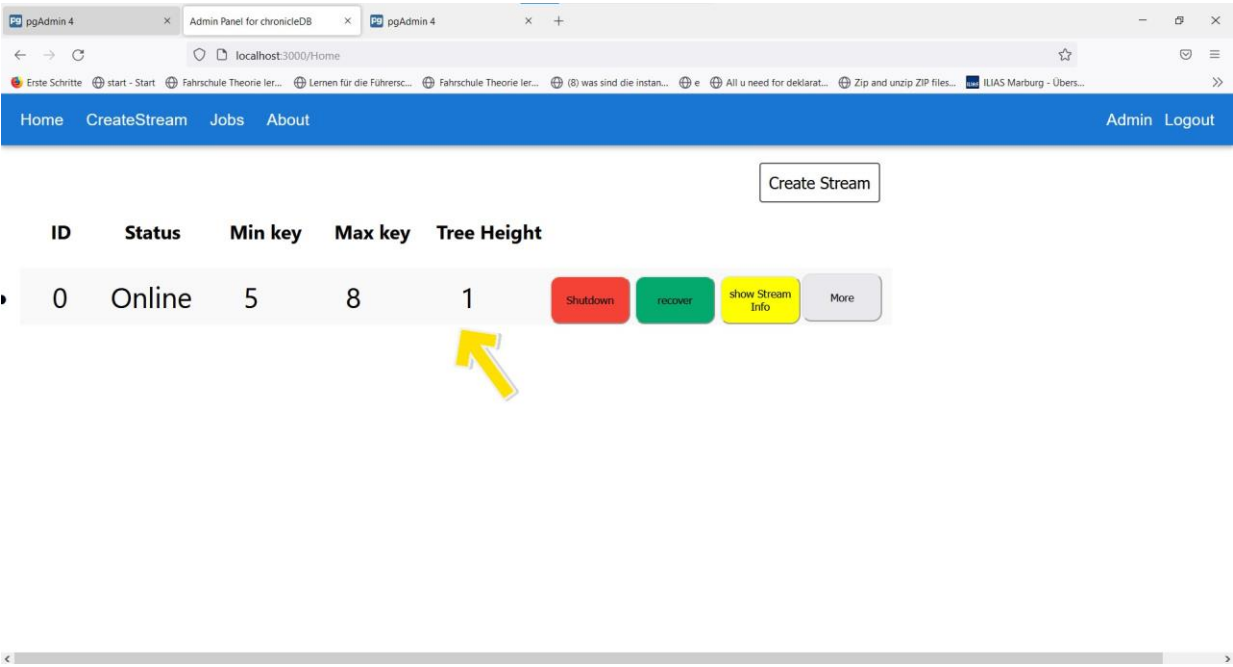 pgAdmin 4 Admin Panel for chronicleDB pgAdmin 4
localhost:3000/Home
Erste Schritte start - Start Fahrschule Theorie ler... Lernen für die Führersc... Fahrschule Theorie ler... (8) was sind die instan... e All u need for deklarat... Zip and unzip ZIP files... ILIAS Marburg - Übers...
Home CreateStream Jobs About Admin Logout
Create Stream
ID Status Min key Max key Tree Height
0 Online 5 8 1 Shutdown recover show Stream More
Info